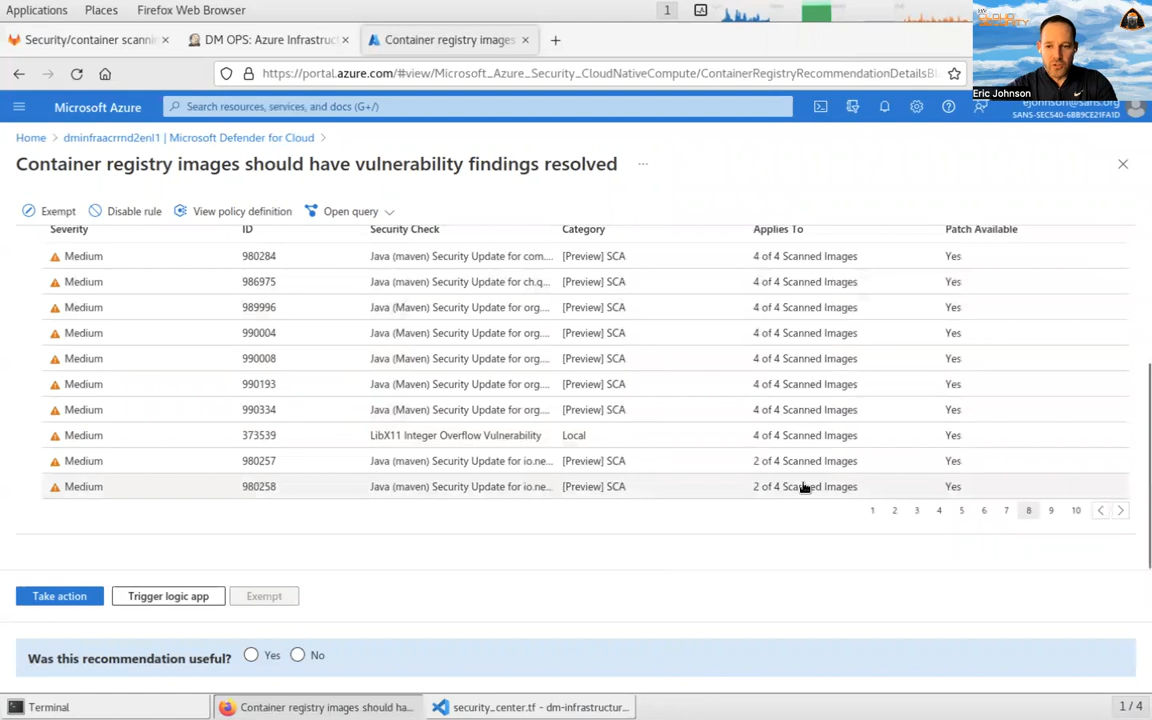 Applications Places Firefox Web Browser 1
Security/container scannin × DM OPS: Azure Infrastruct × Container registry images × +
https://portal.azure.com/#view/Microsoft_Azure_Security_CloudNativeCompute/ContainerRegistryRecommendationDetailsBl
CLOUD SECURITY
Eric Johnson
Microsoft Azure Search resources, services, and docs (G+/)
ejohnson@sans.org
SANS-SEC540-6BB9CE21FA1D
Home > dminfraacrrnd2enl1 | Microsoft Defender for Cloud >
Container registry images should have vulnerability findings resolved ...
Exempt Disable rule View policy definition Open query
Severity ID Security Check Category Applies To Patch Available
Medium 980284 Java (maven) Security Update for com.... [Preview] SCA 4 of 4 Scanned Images Yes
Medium 986975 Java (maven) Security Update for ch.q... [Preview] SCA 4 of 4 Scanned Images Yes
Medium 989996 Java (Maven) Security Update for org.... [Preview] SCA 4 of 4 Scanned Images Yes
Medium 990004 Java (Maven) Security Update for org.... [Preview] SCA 4 of 4 Scanned Images Yes
Medium 990008 Java (Maven) Security Update for org.... [Preview] SCA 4 of 4 Scanned Images Yes
Medium 990193 Java (Maven) Security Update for org.... [Preview] SCA 4 of 4 Scanned Images Yes
Medium 990334 Java (Maven) Security Update for org.... [Preview] SCA 4 of 4 Scanned Images Yes
Medium 373539 LibX11 Integer Overflow Vulnerability Local 4 of 4 Scanned Images Yes
Medium 980257 Java (maven) Security Update for io.ne... [Preview] SCA 2 of 4 Scanned Images Yes
Medium 980258 Java (maven) Security Update for io.ne... [Preview] SCA 2 of 4 Scanned Images Yes
1 2 3 4 5 6 7 8 9 10 < >
Take action Trigger logic app Exempt
Was this recommendation useful? Yes No
Terminal Container registry images should ha... security_center.tf - dm-infrastructur... 1 / 4